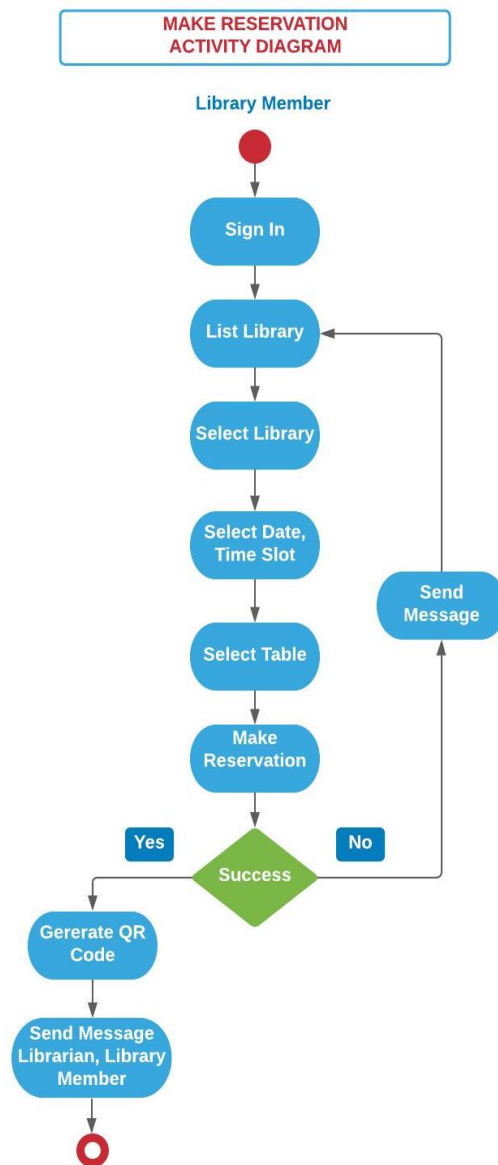 MAKE RESERVATION
ACTIVITY DIAGRAM
Library Member
Sign In
List Library
Select Library
Select Date,
Time Slot
Send
Message
Select Table
Make
Reservation
Yes
No
Success
Gererate QR
Code
Send Message
Librarian, Library
Member